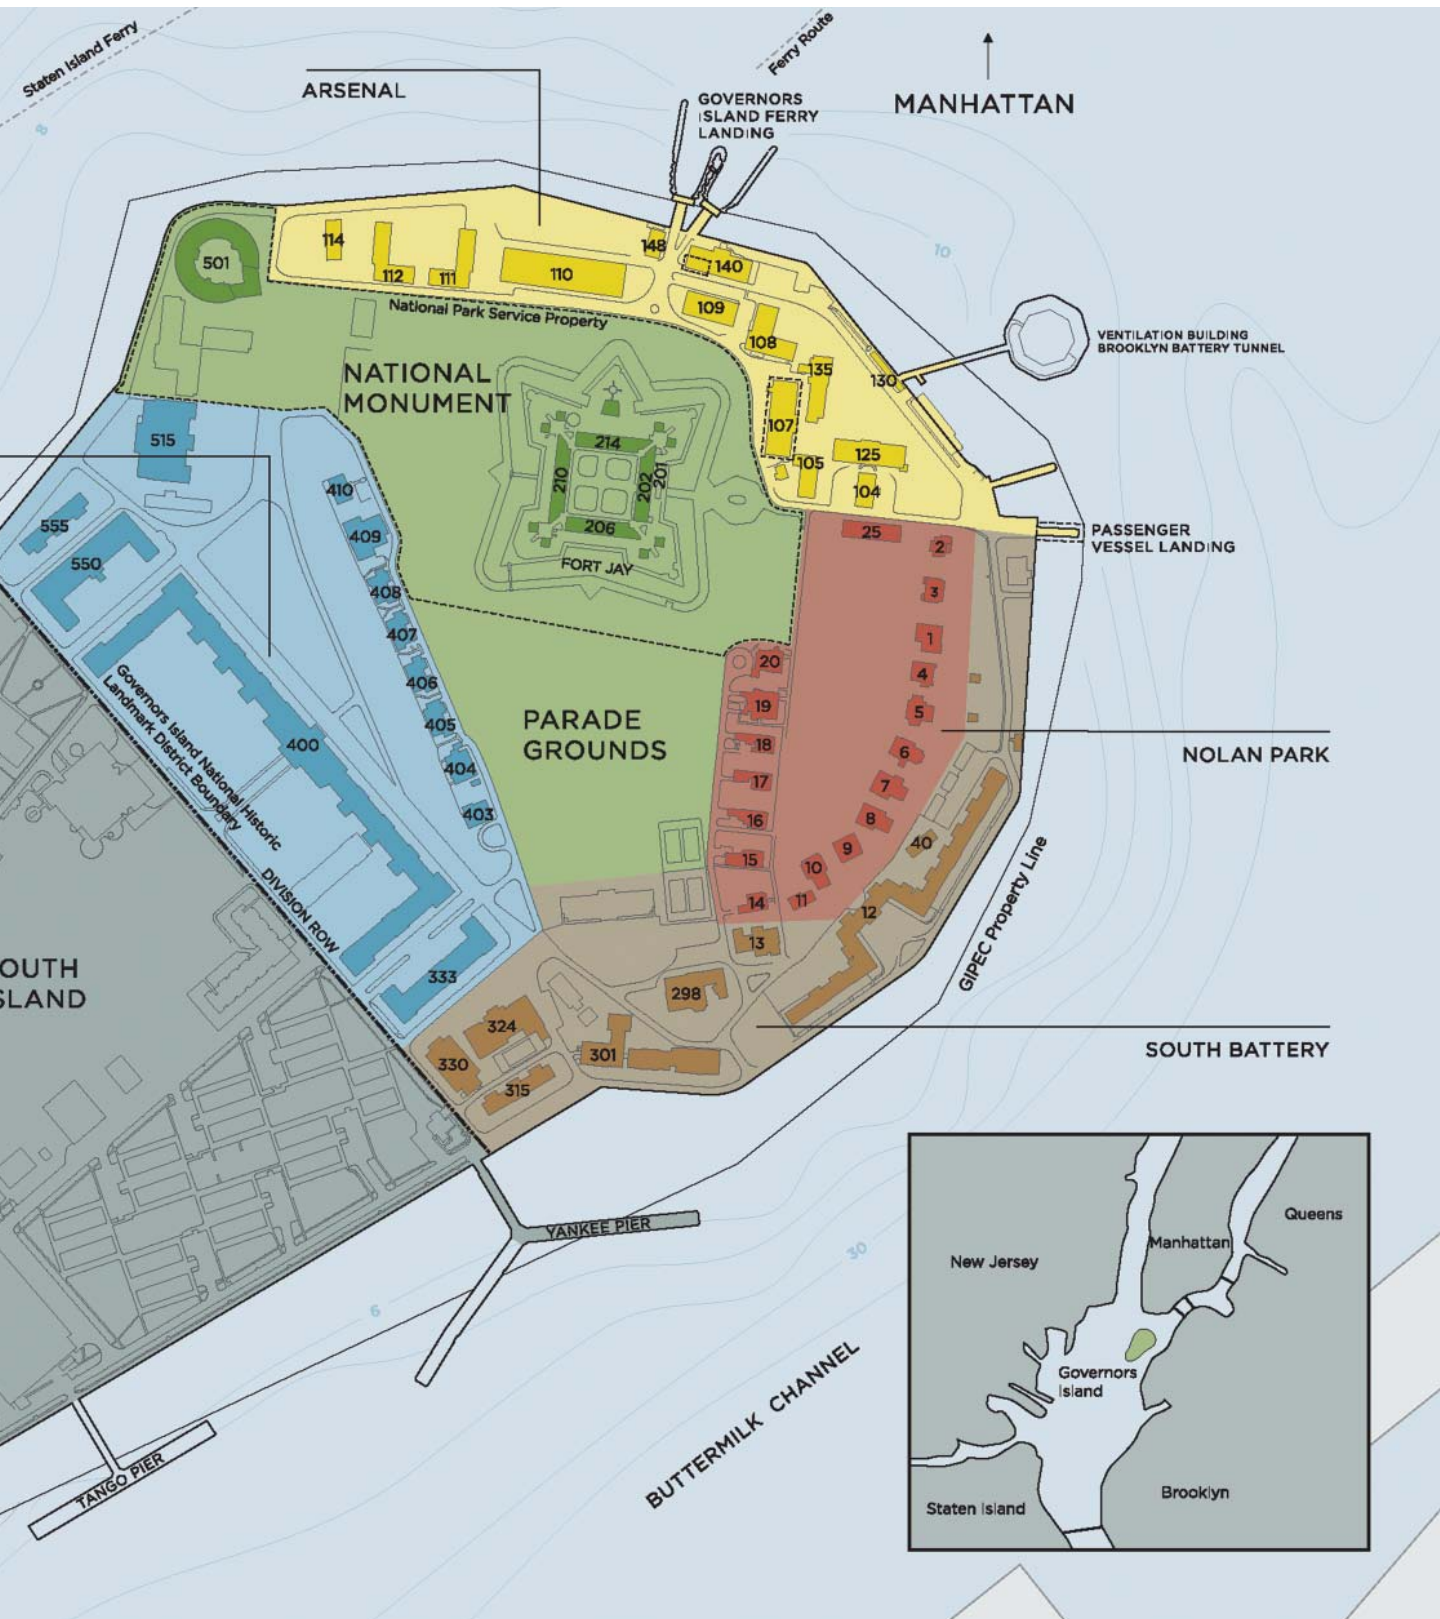 Staten Island Ferry
Ferry Route
ARSENAL
MANHATTAN
GOVERNORS
ISLAND FERRY
LANDING
8
10
501
114
112
111
110
148
140
109
108
135
130
107
105
125
104
National Park Service Property
VENTILATION BUILDING
BROOKLYN BATTERY TUNNEL
NATIONAL
MONUMENT
214
210
202
201
206
FORT JAY
PASSENGER
VESSEL LANDING
515
555
550
410
409
408
407
406
405
404
403
400
333
Governors Island National Historic
Landmark District Boundary
DIVISION ROW
PARADE
GROUNDS
25
2
3
1
4
5
6
7
8
9
10
11
20
19
18
17
16
15
14
NOLAN PARK
40
12
13
298
301
324
330
315
GIPEC Property Line
SOUTH BATTERY
OUTH
SLAND
YANKEE PIER
TANGO PIER
6
30
BUTTERMILK CHANNEL
New Jersey
Manhattan
Queens
Governors
Island
Staten Island
Brooklyn